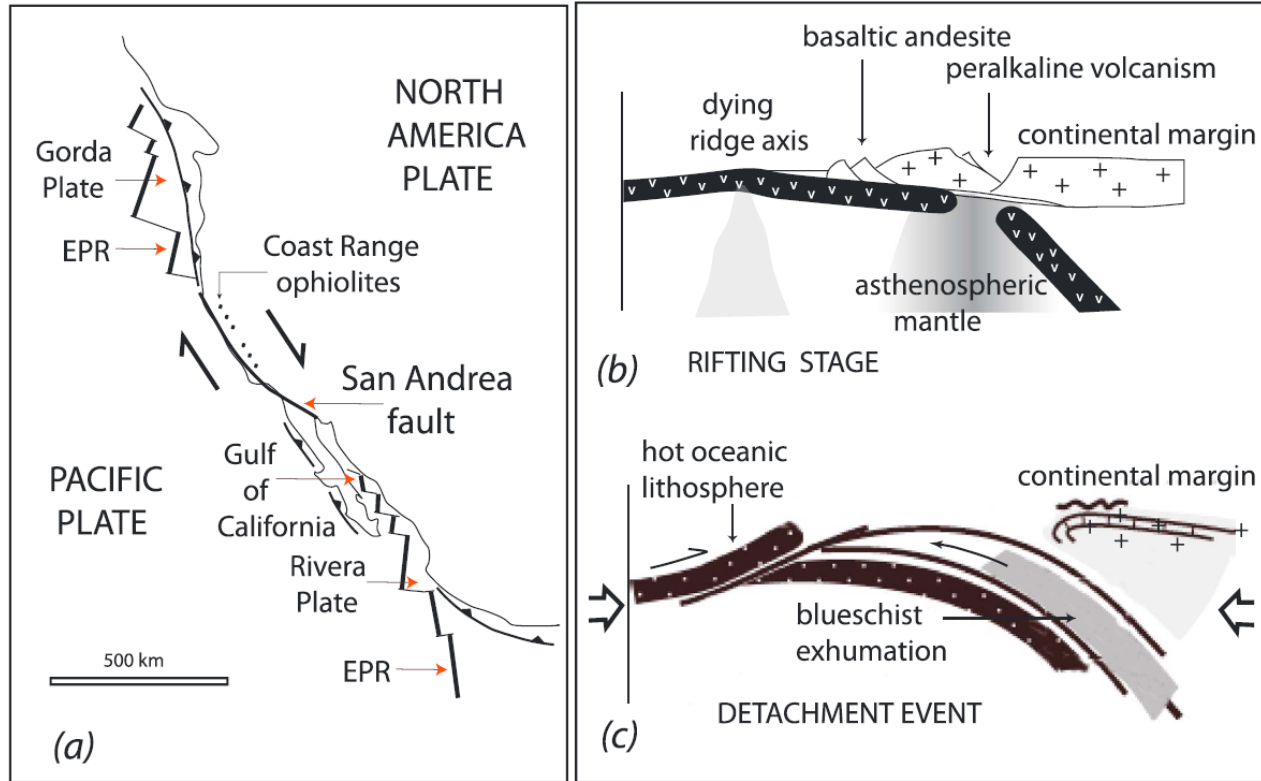 NORTH
AMERICA
PLATE
Gorda
Plate
EPR
Coast Range
ophiolites
San Andrea
fault
Gulf
of
California
PACIFIC
PLATE
Rivera
Plate
500 km
EPR
(a)
basaltic andesite
peralkaline volcanism
dying
ridge axis
continental margin
asthenospheric
mantle
(b) RIFTING STAGE
hot oceanic
lithosphere
continental margin
blueschist
exhumation
DETACHMENT EVENT
(c)